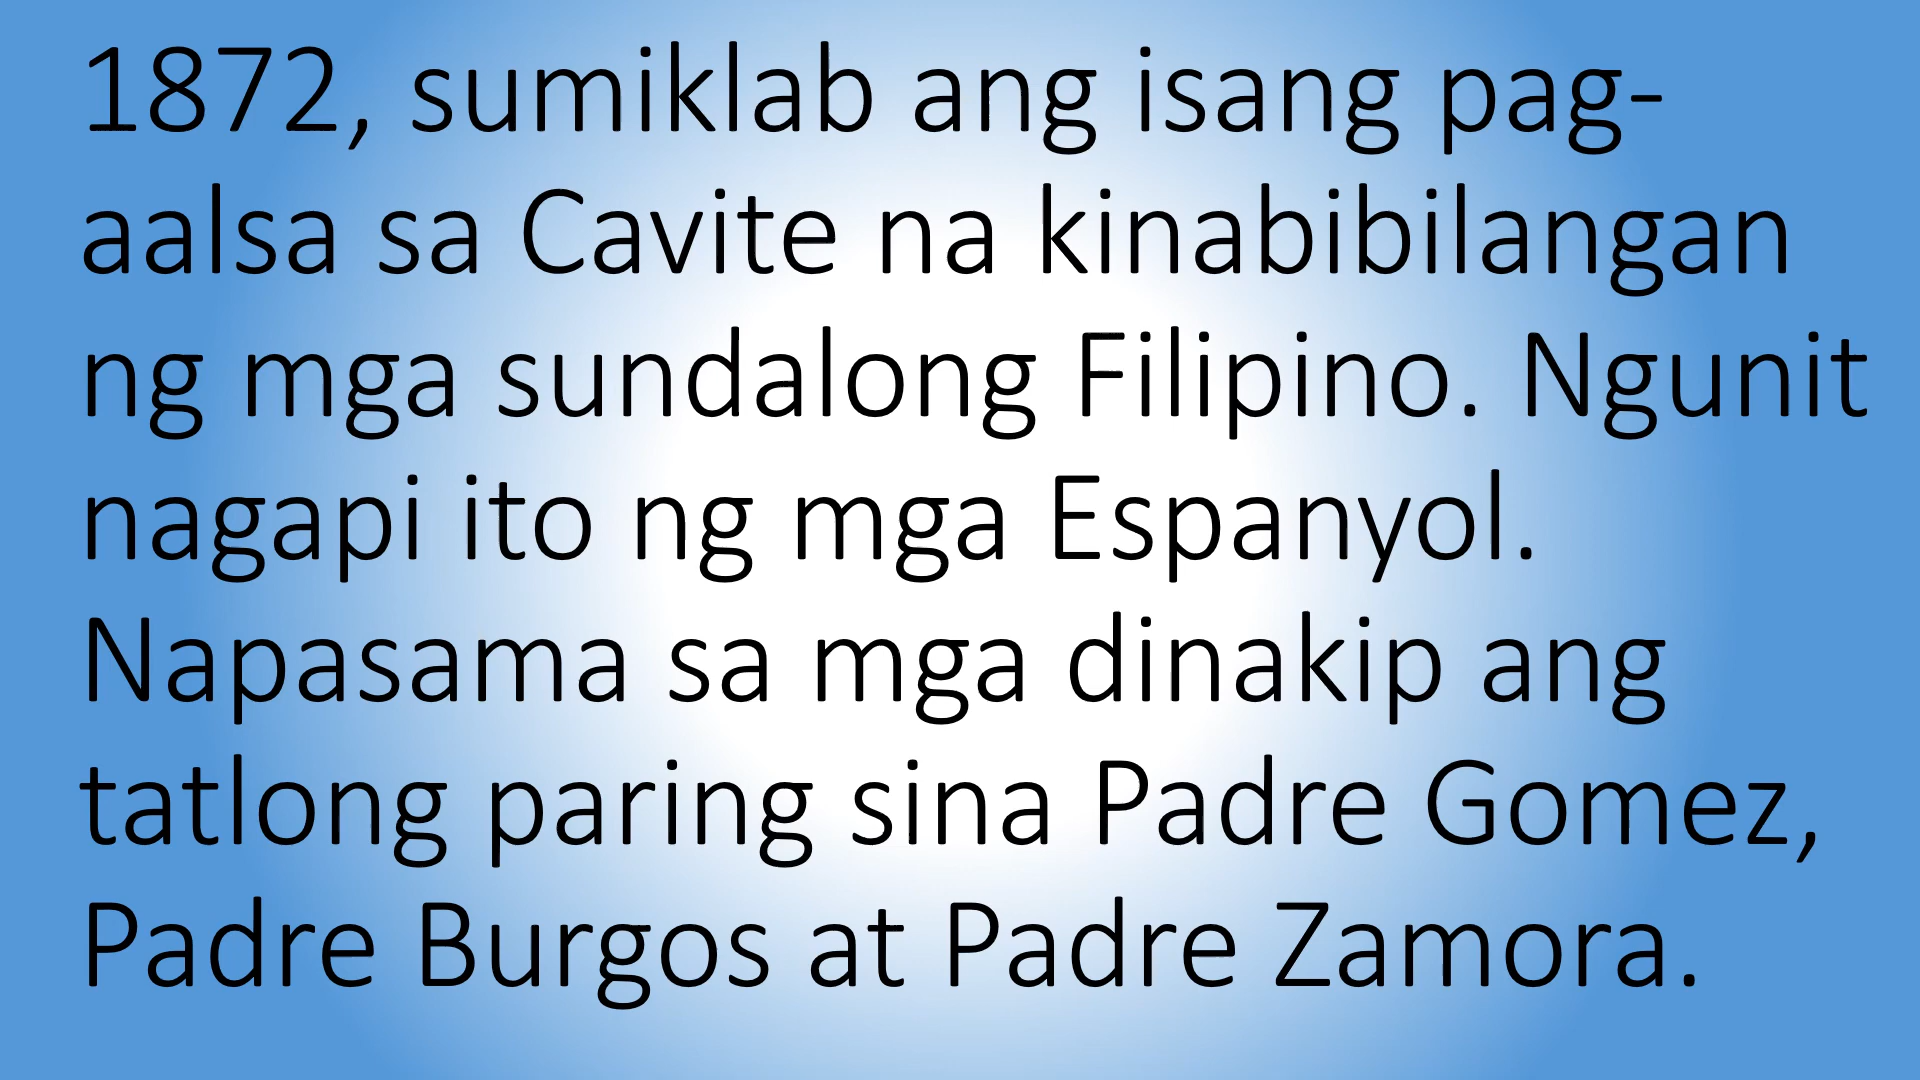 1872, sumiklab ang isang pag-
aalsa sa Cavite na kinabibilangan
ng mga sundalong Filipino. Ngunit
nagapi ito ng mga Espanyol.
Napasama sa mga dinakip ang
tatlong paring sina Padre Gomez,
Padre Burgos at Padre Zamora.